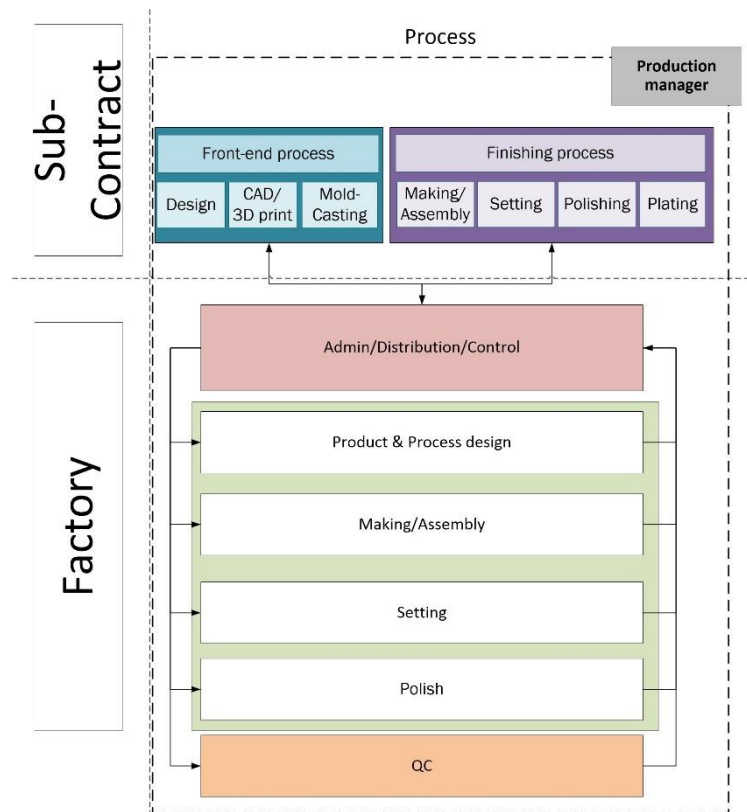 Process
Production
manager
Sub-
Contract
Front-end process
Finishing process
Design
CAD/
3D print
Mold-
Casting
Making/
Assembly
Setting
Polishing
Plating
Factory
Admin/Distribution/Control
Product & Process design
Making/Assembly
Setting
Polish
QC